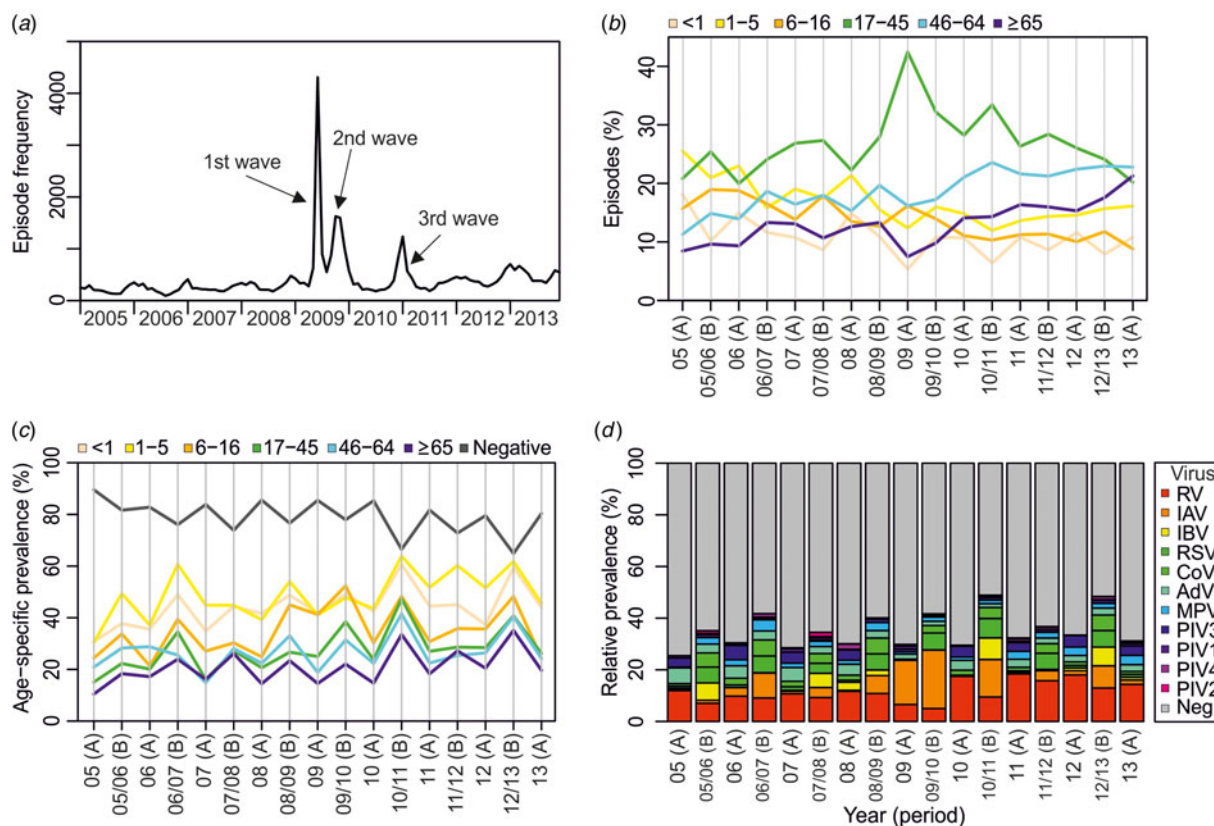 (a)
Episode frequency
4000
2000
0
1st wave
2nd wave
3rd wave
2005 2006 2007 2008 2009 2010 2011 2012 2013
(b)
<1 1−5 6−16 17−45 46−64 ≥65
Episodes (%)
40
30
20
10
0
05 (A) 05/06 (B) 06 (A) 06/07 (B) 07 (A) 07/08 (B) 08 (A) 08/09 (B) 09 (A) 09/10 (B) 10 (A) 10/11 (B) 11 (A) 11/12 (B) 12 (A) 12/13 (B) 13 (A)
(c)
<1 1−5 6−16 17−45 46−64 ≥65 Negative
Age−specific prevalence (%)
100
80
60
40
20
0
05 (A) 05/06 (B) 06 (A) 06/07 (B) 07 (A) 07/08 (B) 08 (A) 08/09 (B) 09 (A) 09/10 (B) 10 (A) 10/11 (B) 11 (A) 11/12 (B) 12 (A) 12/13 (B) 13 (A)
(d)
Relative prevalence (%)
100
80
60
40
20
0
05 (A) 05/06 (B) 06 (A) 06/07 (B) 07 (A) 07/08 (B) 08 (A) 08/09 (B) 09 (A) 09/10 (B) 10 (A) 10/11 (B) 11 (A) 11/12 (B) 12 (A) 12/13 (B) 13 (A)
Year (period)
Virus
RV
IAV
IBV
RSV
CoV
AdV
MPV
PIV3
PIV1
PIV4
PIV2
Neg